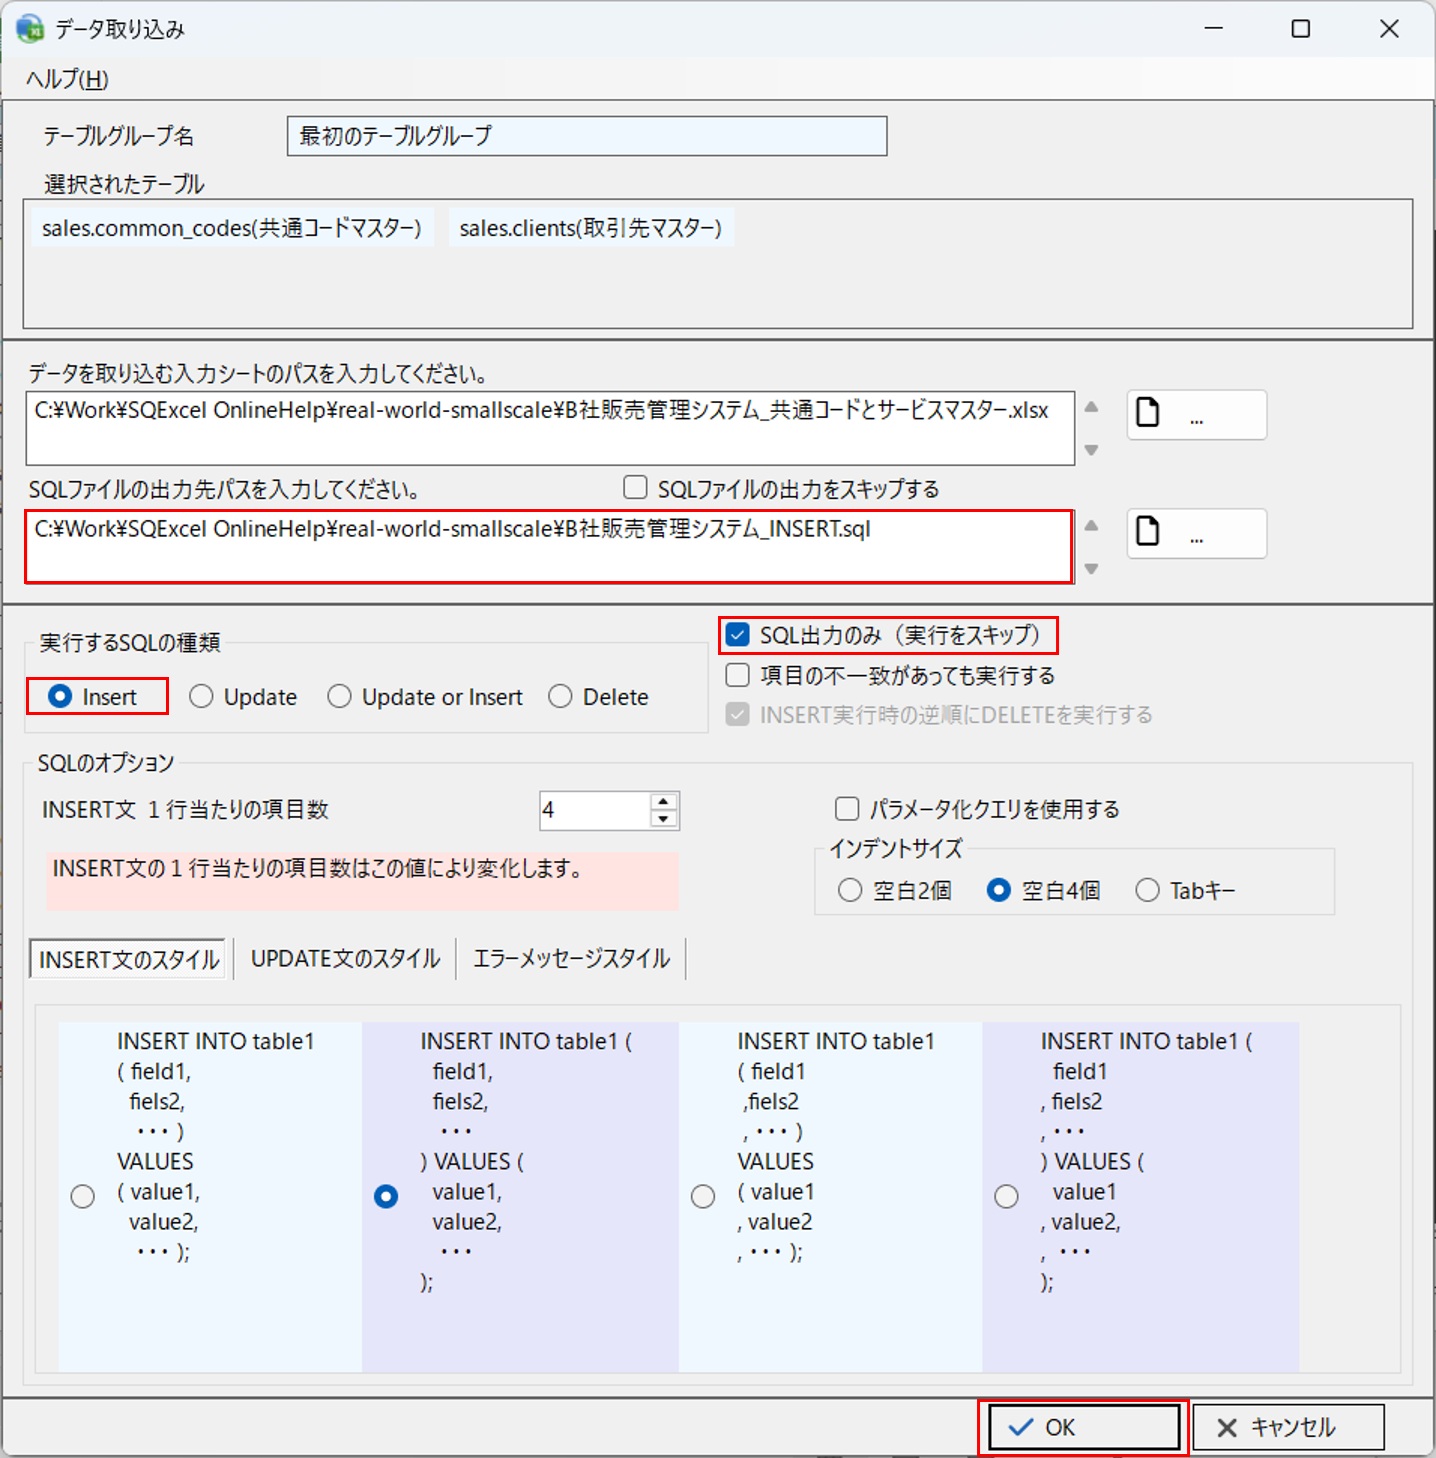 データ取り込み
ヘルプ(H)
テーブルグループ名
最初のテーブルグループ
選択されたテーブル
sales.common_codes(共通コードマスター) sales.clients(取引先マスター)
データを取り込む入力シートのパスを入力してください。
C:¥Work¥SQExcel OnlineHelp¥real-world-smallscale¥B社販売管理システム_共通コードとサービスマスター.xlsx
...
SQLファイルの出力先パスを入力してください。
SQLファイルの出力をスキップする
C:¥Work¥SQExcel OnlineHelp¥real-world-smallscale¥B社販売管理システム_INSERT.sql
...
実行するSQLの種類
Insert Update Update or Insert Delete
SQL出力のみ（実行をスキップ）
項目の不一致があっても実行する
INSERT実行時の逆順にDELETEを実行する
SQLのオプション
INSERT文 １行当たりの項目数
4
INSERT文の１行当たりの項目数はこの値により変化します。
パラメータ化クエリを使用する
インデントサイズ
空白2個 空白4個 Tabキー
INSERT文のスタイル UPDATE文のスタイル エラーメッセージスタイル
INSERT INTO table1
( field1,
fiels2,
・・・ )
VALUES
( value1,
value2,
・・・ );
INSERT INTO table1 (
field1,
fiels2,
・・・
) VALUES (
value1,
value2,
・・・
);
INSERT INTO table1
( field1
,fiels2
, ・・・ )
VALUES
( value1
, value2
, ・・・ );
INSERT INTO table1 (
field1
, fiels2
, ・・・
) VALUES (
value1
, value2,
, ・・・
);
OK
キャンセル